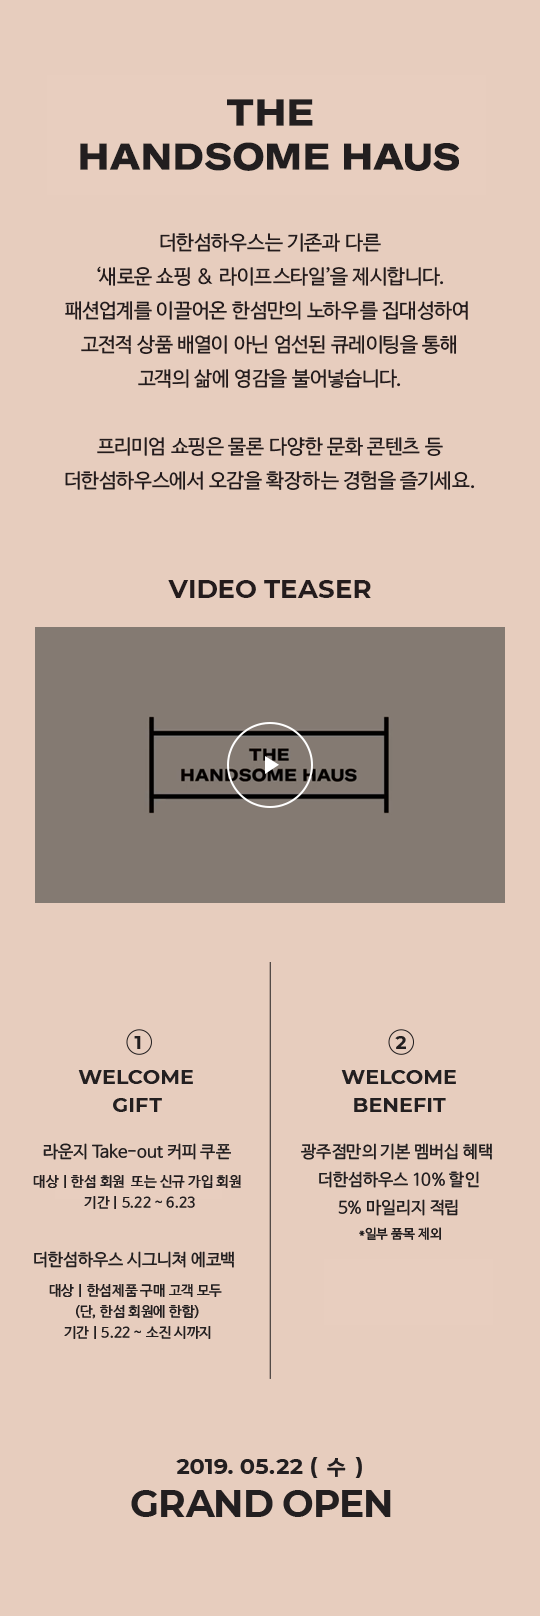 THE
HANDSOME HAUS
더한섬하우스는 기존과 다른
‘새로운 쇼핑 & 라이프스타일’을 제시합니다.
패션업계를 이끌어온 한섬만의 노하우를 집대성하여
고전적 상품 배열이 아닌 엄선된 큐레이팅을 통해
고객의 삶에 영감을 불어넣습니다.
프리미엄 쇼핑은 물론 다양한 문화 콘텐츠 등
더한섬하우스에서 오감을 확장하는 경험을 즐기세요.
VIDEO TEASER
THE
HANDSOME HAUS
①
WELCOME
GIFT
라운지 Take-out 커피 쿠폰
대상 | 한섬 회원 또는 신규 가입 회원
기간 | 5.22 ~ 6.23
더한섬하우스 시그니쳐 에코백
대상 | 한섬제품 구매 고객 모두
(단, 한섬 회원에 한함)
기간 | 5.22 ~ 소진 시까지
②
WELCOME
BENEFIT
광주점만의 기본 멤버십 혜택
더한섬하우스 10% 할인
5% 마일리지 적립
*일부 품목 제외
2019. 05.22 ( 수 )
GRAND OPEN